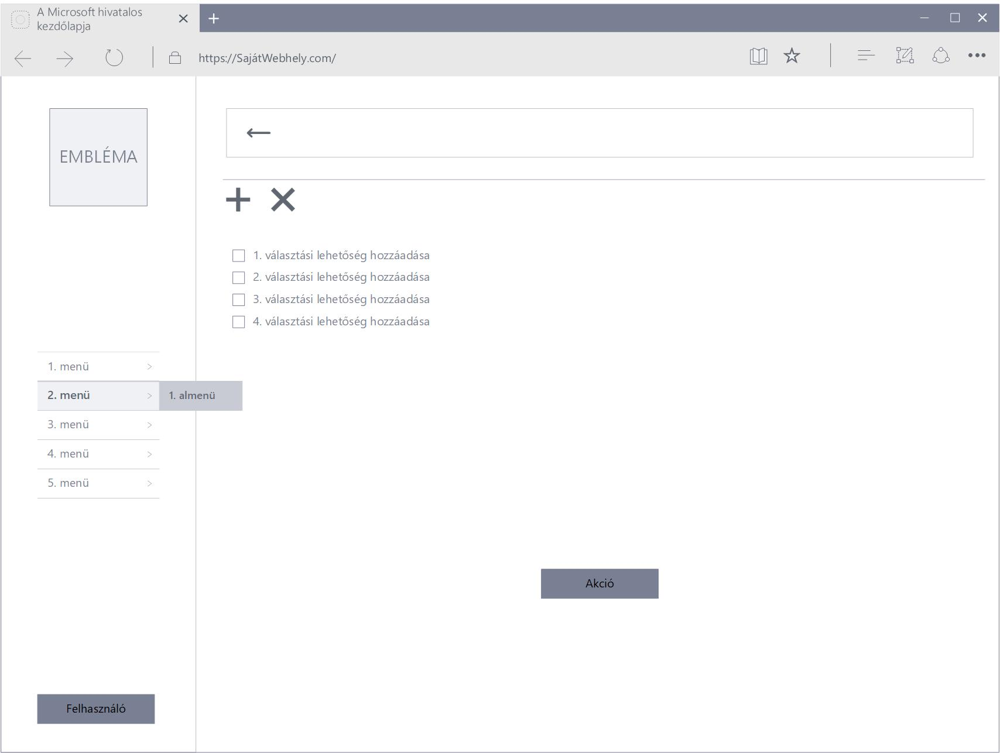 A Microsoft hivatalos
kezdőlapja
https://SajátWebhely.com/
EMBLÉMA
1. választási lehetőség hozzáadása
2. választási lehetőség hozzáadása
3. választási lehetőség hozzáadása
4. választási lehetőség hozzáadása
1. menü
2. menü
1. almenü
3. menü
4. menü
5. menü
Akció
Felhasználó